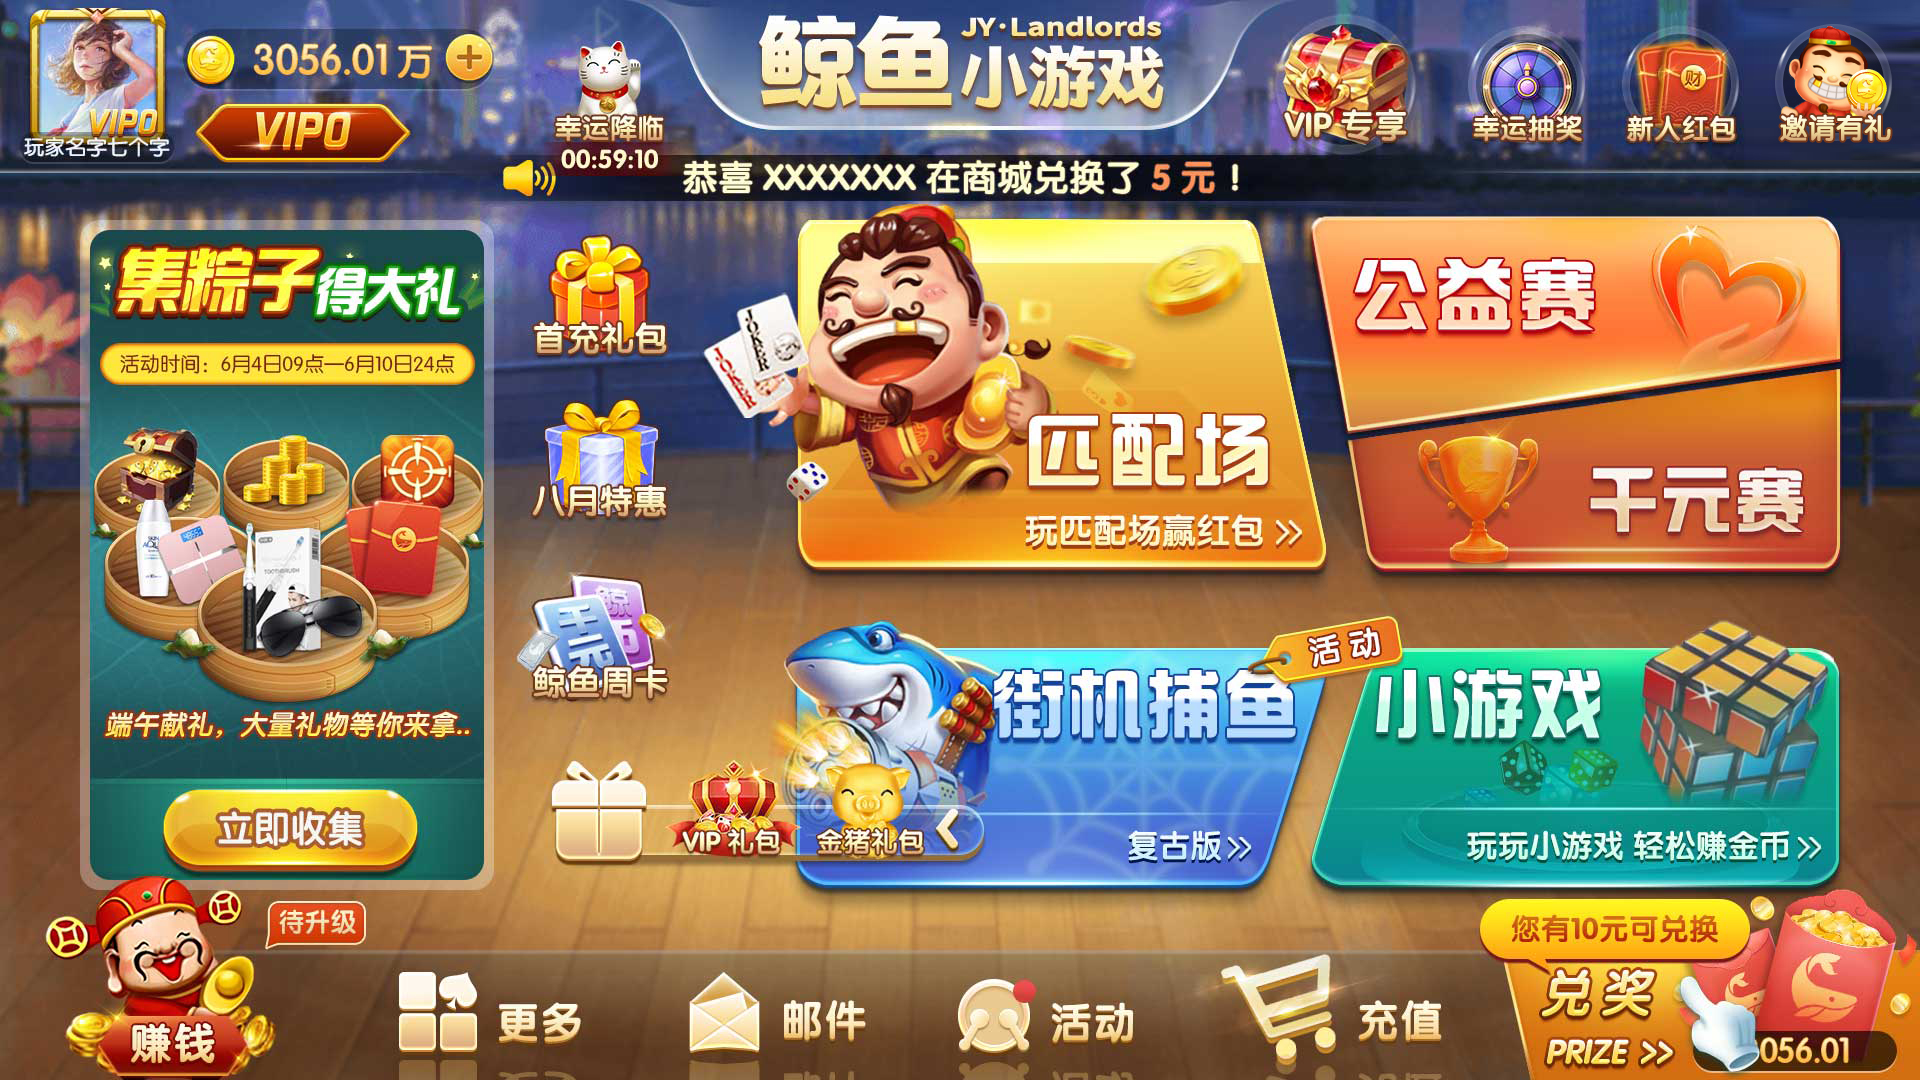 3056.01万
VIP0
玩家名字七个字
VIP0
幸运降临
00:59:10
鲸鱼
JY·Landlords
小游戏
VIP 专享
幸运抽奖
财
新人红包
邀请有礼
恭喜 XXXXXXX 在商城兑换了 5 元 !
集粽子得大礼
活动时间：6月4日09点—6月10日24点
TOOTHBRUSH
端午献礼，大量礼物等你来拿..
立即收集
首充礼包
八月特惠
鲸鱼周卡
VIP 礼包
金猪礼包
JOKER
JOKER
匹配场
玩匹配场赢红包 >>
公益赛
千元赛
街机捕鱼
复古版>>
活动
小游戏
玩玩小游戏 轻松赚金币>>
待升级
赚钱
更多
邮件
活动
充值
您有10元可兑换
兑奖
PRIZE >>
056.01